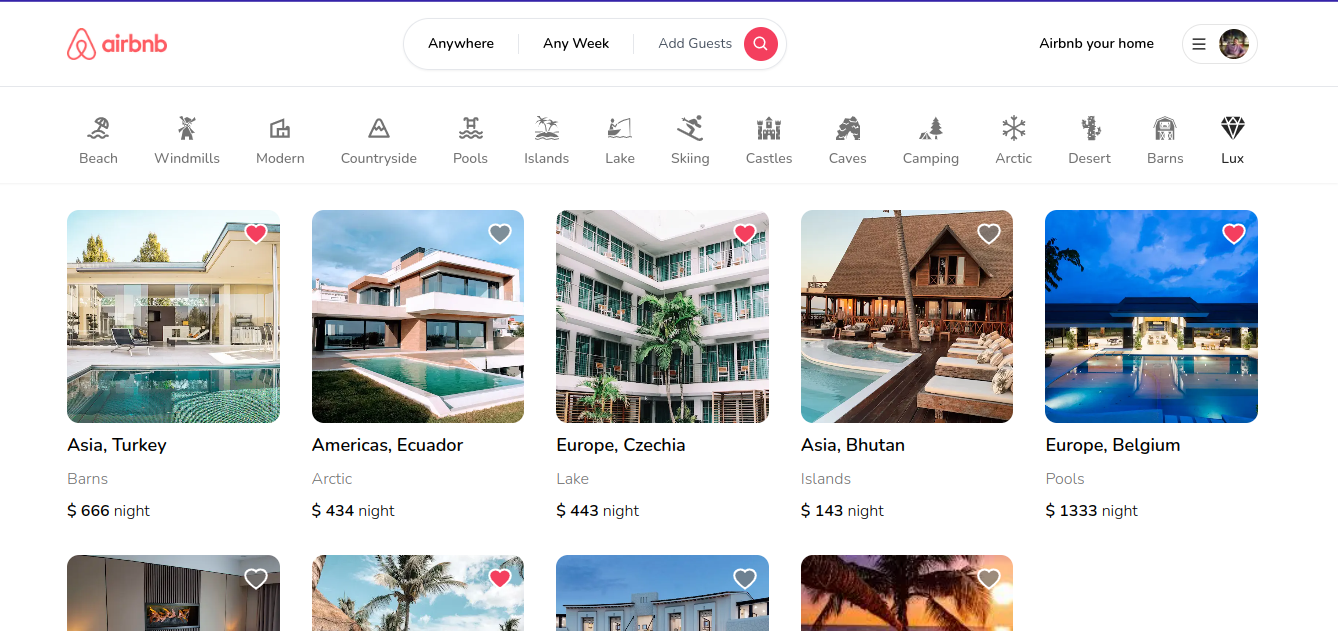 airbnb
Anywhere
Any Week
Add Guests
Airbnb your home
Beach
Windmills
Modern
Countryside
Pools
Islands
Lake
Skiing
Castles
Caves
Camping
Arctic
Desert
Barns
Lux
Asia, Turkey
Barns
$ 666 night
Americas, Ecuador
Arctic
$ 434 night
Europe, Czechia
Lake
$ 443 night
Asia, Bhutan
Islands
$ 143 night
Europe, Belgium
Pools
$ 1333 night